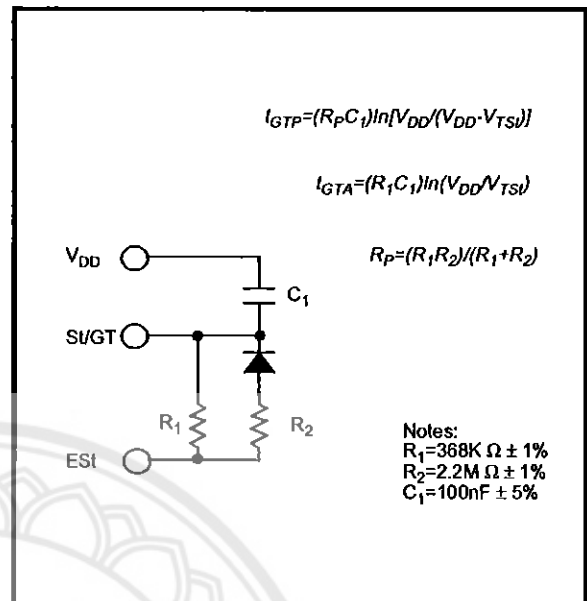 tGTP=(RPC1)ln[VDD/(VDD-VTSt)]
tGTA=(R1C1)ln(VDD/VTSt)
RP=(R1R2)/(R1+R2)
VDD
C1
St/GT
R1
R2
ESt
Notes:
R1=368K Ω ± 1%
R2=2.2M Ω ± 1%
C1=100nF ± 5%